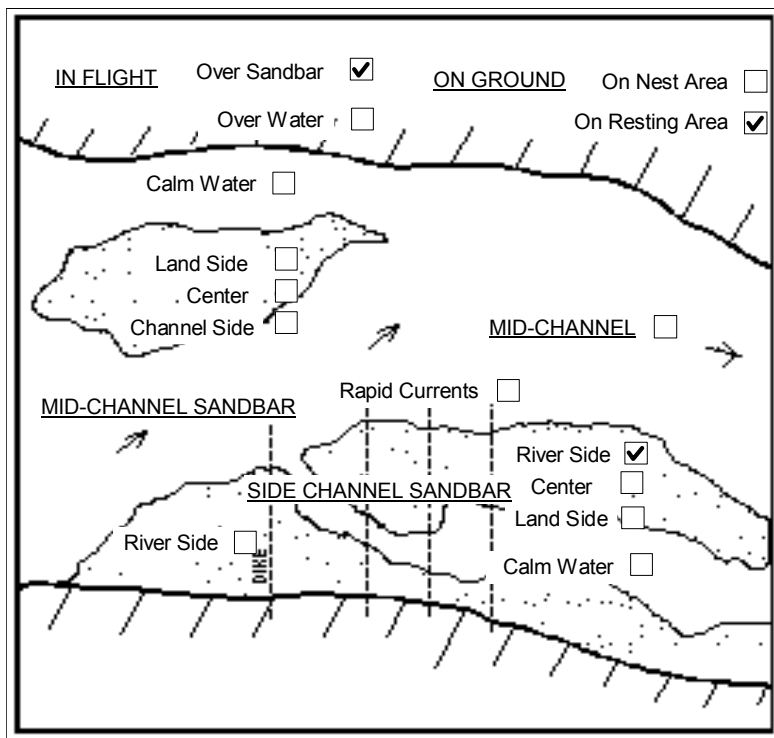 IN FLIGHT
Over Sandbar
ON GROUND
On Nest Area
Over Water
On Resting Area
Calm Water
Land Side
Center
Channel Side
MID-CHANNEL
Rapid Currents
MID-CHANNEL SANDBAR
River Side
SIDE CHANNEL SANDBAR
Center
Land Side
River Side
DIKE
Calm Water